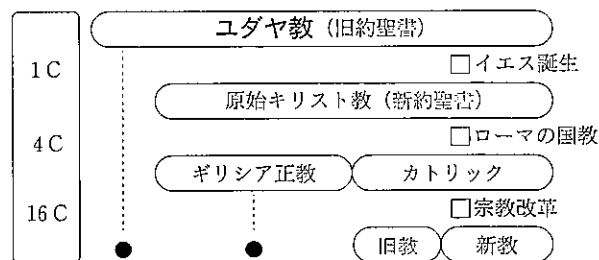 ユダヤ教（旧約聖書）
1C
□イエス誕生
原始キリスト教（新約聖書）
4C
□ローマの国教
ギリシア正教
カトリック
16C
□宗教改革
旧教
新教